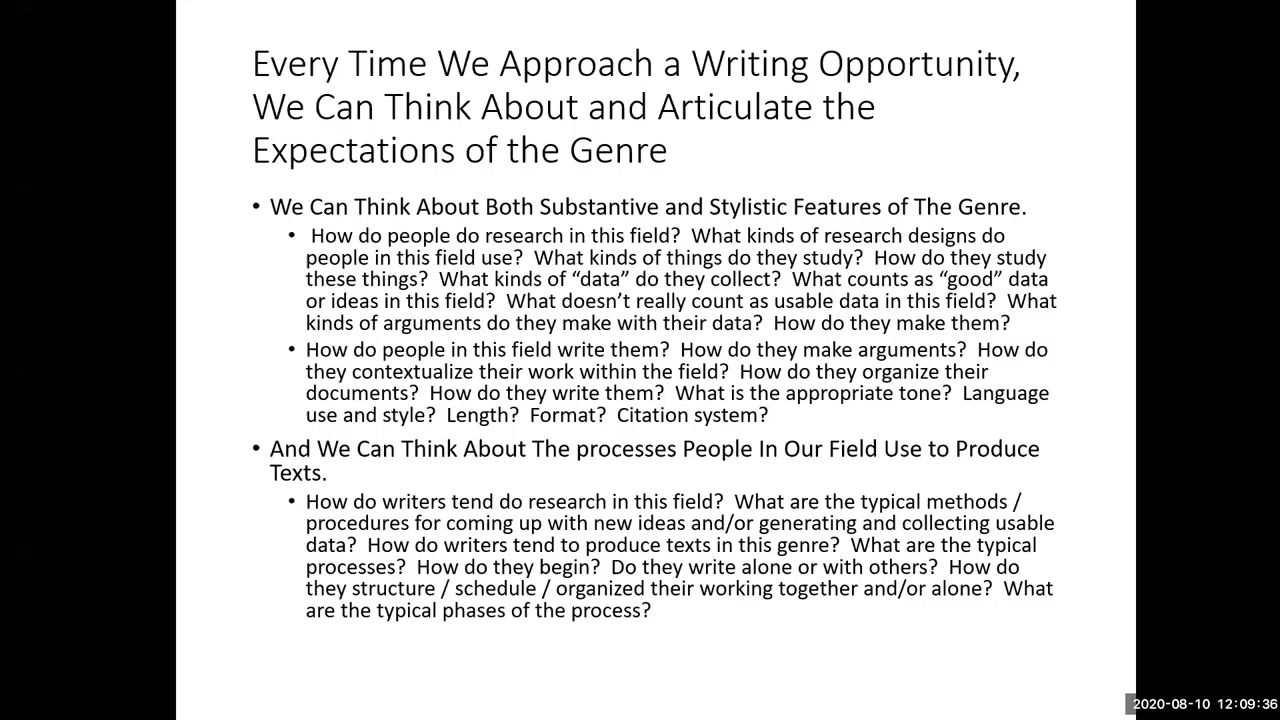 Every Time We Approach a Writing Opportunity,
We Can Think About and Articulate the
Expectations of the Genre
• We Can Think About Both Substantive and Stylistic Features of The Genre.
• How do people do research in this field? What kinds of research designs do
people in this field use? What kinds of things do they study? How do they study
these things? What kinds of “data” do they collect? What counts as “good” data
or ideas in this field? What doesn’t really count as usable data in this field? What
kinds of arguments do they make with their data? How do they make them?
• How do people in this field write them? How do they make arguments? How do
they contextualize their work within the field? How do they organize their
documents? How do they write them? What is the appropriate tone? Language
use and style? Length? Format? Citation system?
• And We Can Think About The processes People In Our Field Use to Produce
Texts.
• How do writers tend do research in this field? What are the typical methods /
procedures for coming up with new ideas and/or generating and collecting usable
data? How do writers tend to produce texts in this genre? What are the typical
processes? How do they begin? Do they write alone or with others? How do
they structure / schedule / organized their working together and/or alone? What
are the typical phases of the process?
2020-08-10 12:09:36